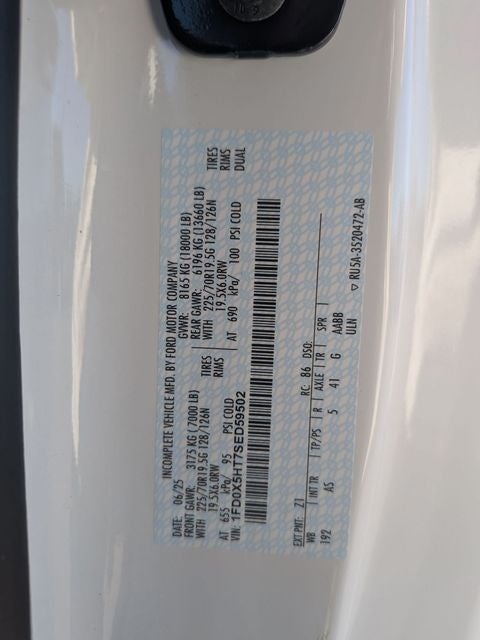 INCOMPLETE VEHICLE MFD. BY FORD MOTOR COMPANY
DATE: 06/25 GVWR: 8165 KG (18000 LB)
FRONT GAWR: 3175 KG (7000 LB) REAR GAWR: 6196 KG (13660 LB)
WITH 225/70R19.5G 128/126N TIRES WITH 225/70R19.5G 128/126N TIRES
19.5X6.0RW RIMS 19.5X6.0RW RIMS
AT 655 kPa/ 95 PSI COLD AT 690 kPa/ 100 PSI COLD DUAL
VIN: 1FD0X5HT7SED59502
EXT PNT: Z1 RC: 86 DSO:
WB INT TR TP/PS R AXLE TR SPR
192 AS 5 41 G AABB
ULN
▽ RU5A-3520472-AB